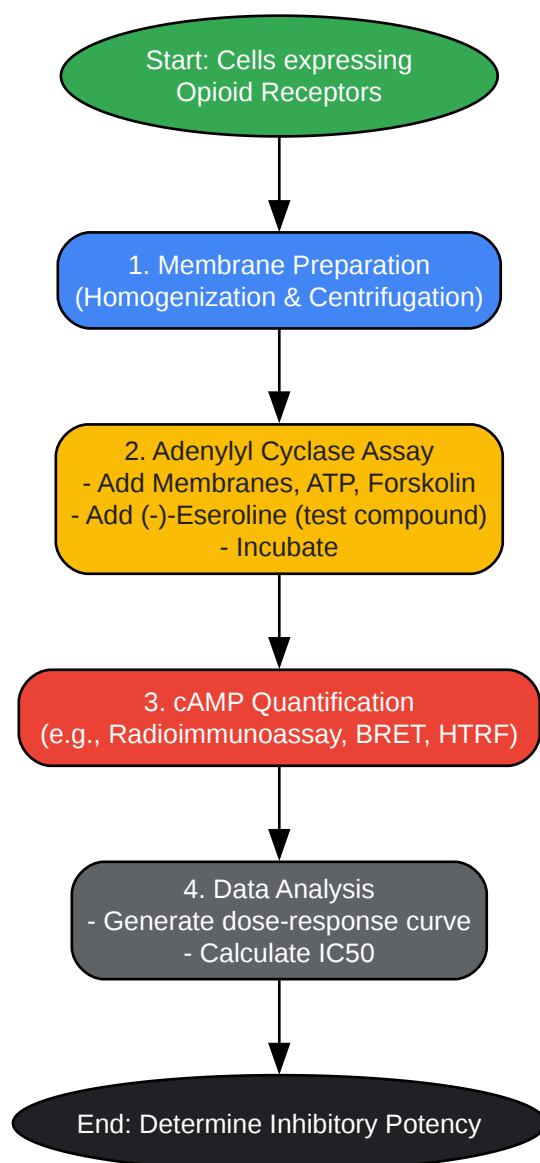 Start: Cells expressing
Opioid Receptors
1. Membrane Preparation
(Homogenization & Centrifugation)
2. Adenylyl Cyclase Assay
- Add Membranes, ATP, Forskolin
- Add (-)-Eseroline (test compound)
- Incubate
3. cAMP Quantification
(e.g., Radioimmunoassay, BRET, HTRF)
4. Data Analysis
- Generate dose-response curve
- Calculate IC50
End: Determine Inhibitory Potency